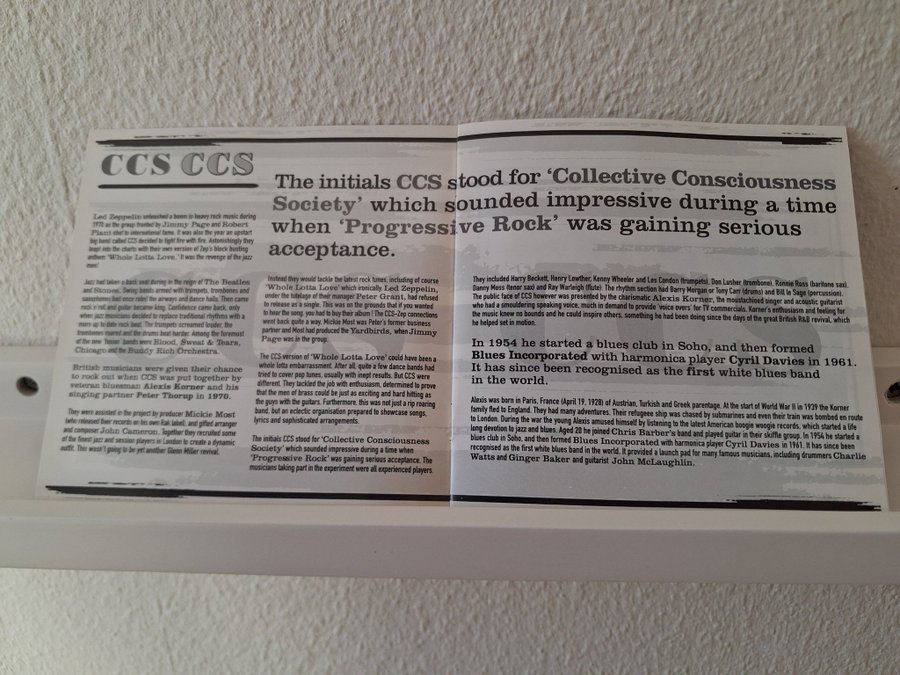 CCS CCS
The initials CCS stood for ‘Collective Consciousness
Society’ which sounded impressive during a time
when ‘Progressive Rock’ was gaining serious
acceptance.
Led Zeppelin unleashed a boom in heavy rock music during
1970 as the group fronted by Jimmy Page and Robert
Plant shot to international fame. It was also the year an upstart
big band called CCS decided to fight fire with fire. Astonishingly they
leapt into the charts with their own version of Zep's block busting
anthem ‘Whole Lotta Love.’ It was the revenge of the jazz
men!
Jazz had taken a back seat during the reign of The Beatles
and Stones. Swing bands armed with trumpets, trombones and
saxophones had once ruled the airways and dance halls. Then came
rock n roll and guitar became king. Confidence came back, only
when jazz musicians decided to replace traditional rhythms with a
more up to date rock beat. The trumpets screamed louder, the
trombones roared and the drums beat harder. Among the foremost
of the new ‘fusion’ bands were Blood, Sweat & Tears,
Chicago and the Buddy Rich Orchestra.
British musicians were given their chance
to rock out when CCS was put together by
veteran bluesman Alexis Korner and his
singing partner Peter Thorup in 1970.
They were assisted in the project by producer Mickie Most
(who released their records on his own Rak label), and gifted arranger
and composer John Cameron. Together they recruited some
of the finest jazz and session players in London to create a dynamic
outfit. This wasn't going to be yet another Glenn Miller revival.
Instead they would tackle the latest rock tunes, including of course
‘Whole Lotta Love’ which ironically Led Zeppelin,
under the tutelage of their manager Peter Grant, had refused
to release as a single. This was on the grounds that if you wanted
to hear the song, you had to buy their album! The CCS-Zep connections
went back quite a way. Mickie Most was Peter's former business
partner and Most had produced the Yardbirds, when Jimmy
Page was in the group.
The CCS version of ‘Whole Lotta Love’ could have been a
whole lotta embarrassment. After all, quite a few dance bands had
tried to cover pop tunes, usually with inept results. But CCS were
different. They tackled the job with enthusiasm, determined to prove
that the men of brass could be just as exciting and hard hitting as
the guys with the guitars. Furthermore, this was not just a rip roaring
band, but an eclectic organisation prepared to showcase songs,
lyrics and sophisticated arrangements.
The initials CCS stood for ‘Collective Consciousness
Society’ which sounded impressive during a time when
‘Progressive Rock’ was gaining serious acceptance. The
musicians taking part in the experiment were all experienced players.
They included Harry Beckett, Henry Lowther, Kenny Wheeler and Les Condon (trumpets), Don Lusher (trombone), Ronnie Ross (baritone sax),
Danny Moss (tenor sax) and Ray Warleigh (flute). The rhythm section had Barry Morgan or Tony Carr (drums) and Bill le Sage (percussion).
The public face of CCS however was presented by the charismatic Alexis Korner, the moustachioed singer and acoustic guitarist
who had a smouldering speaking voice, much in demand to provide ‘voice overs’ for TV commercials. Korner's enthusiasm and feeling for
the music knew no bounds and he could inspire others, something he had been doing since the days of the great British R&B revival, which
he helped set in motion.
In 1954 he started a blues club in Soho, and then formed
Blues Incorporated with harmonica player Cyril Davies in 1961.
It has since been recognised as the first white blues band
in the world.
Alexis was born in Paris, France (April 19, 1928) of Austrian, Turkish and Greek parentage. At the start of World War II in 1939 the Korner
family fled to England. They had many adventures. Their refugee ship was chased by submarines and even their train was bombed en route
to London. During the war the young Alexis amused himself by listening to the latest American boogie woogie records, which started a life
long devotion to jazz and blues. Aged 20 he joined Chris Barber's band and played guitar in their skiffle group. In 1954 he started a
blues club in Soho, and then formed Blues Incorporated with harmonica player Cyril Davies in 1961. It has since been
recognised as the first white blues band in the world. It provided a launch pad for many famous musicians, including drummers Charlie
Watts and Ginger Baker and guitarist John McLaughlin.